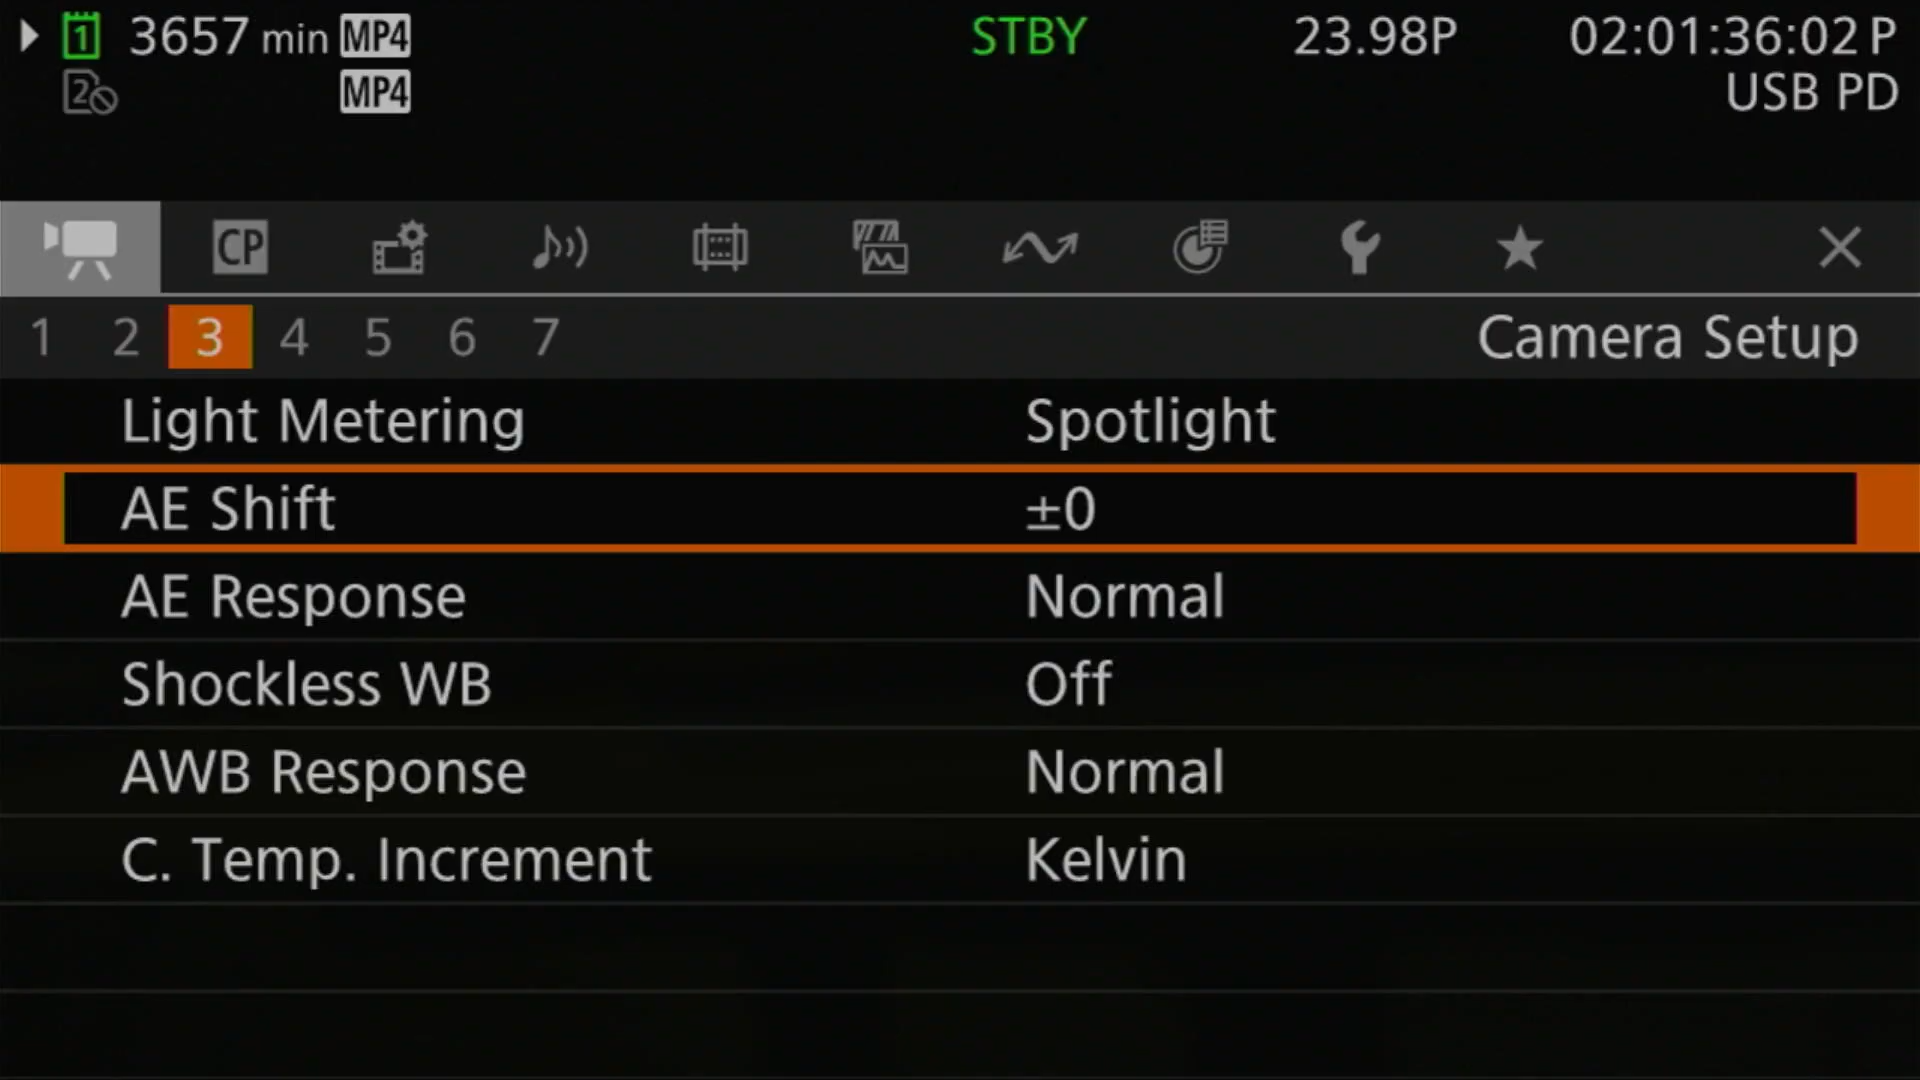 1 3657 min MP4 STBY 23.98P 02:01:36:02 P
2 MP4 USB PD
CP
1 2 3 4 5 6 7 Camera Setup
Light Metering Spotlight
AE Shift ±0
AE Response Normal
Shockless WB Off
AWB Response Normal
C. Temp. Increment Kelvin